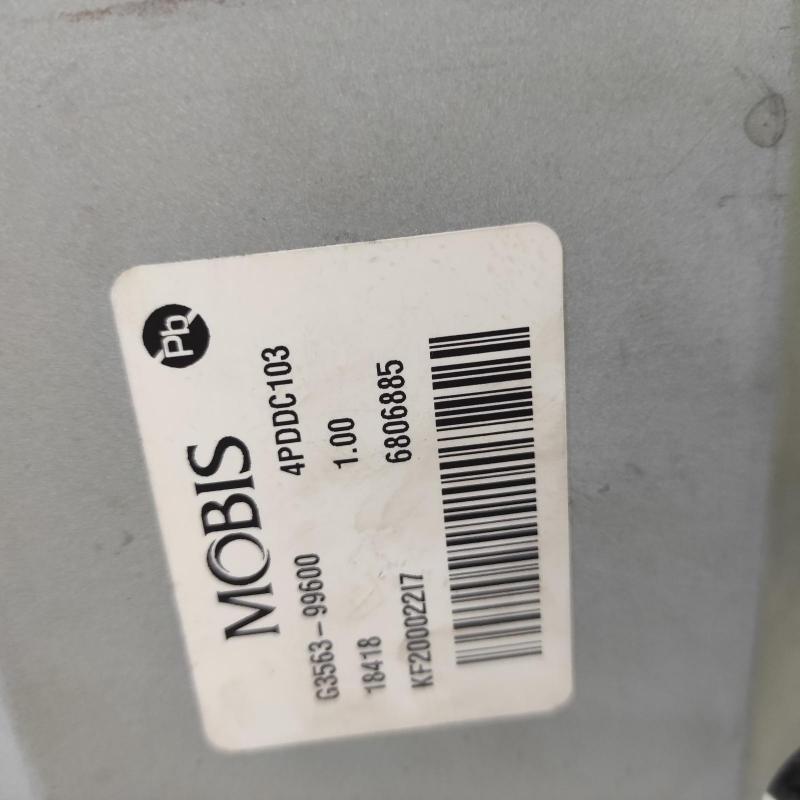 Pb
MOBIS
G3563-99600 4PDDC103
18418 1.00
KF20002217 6806885